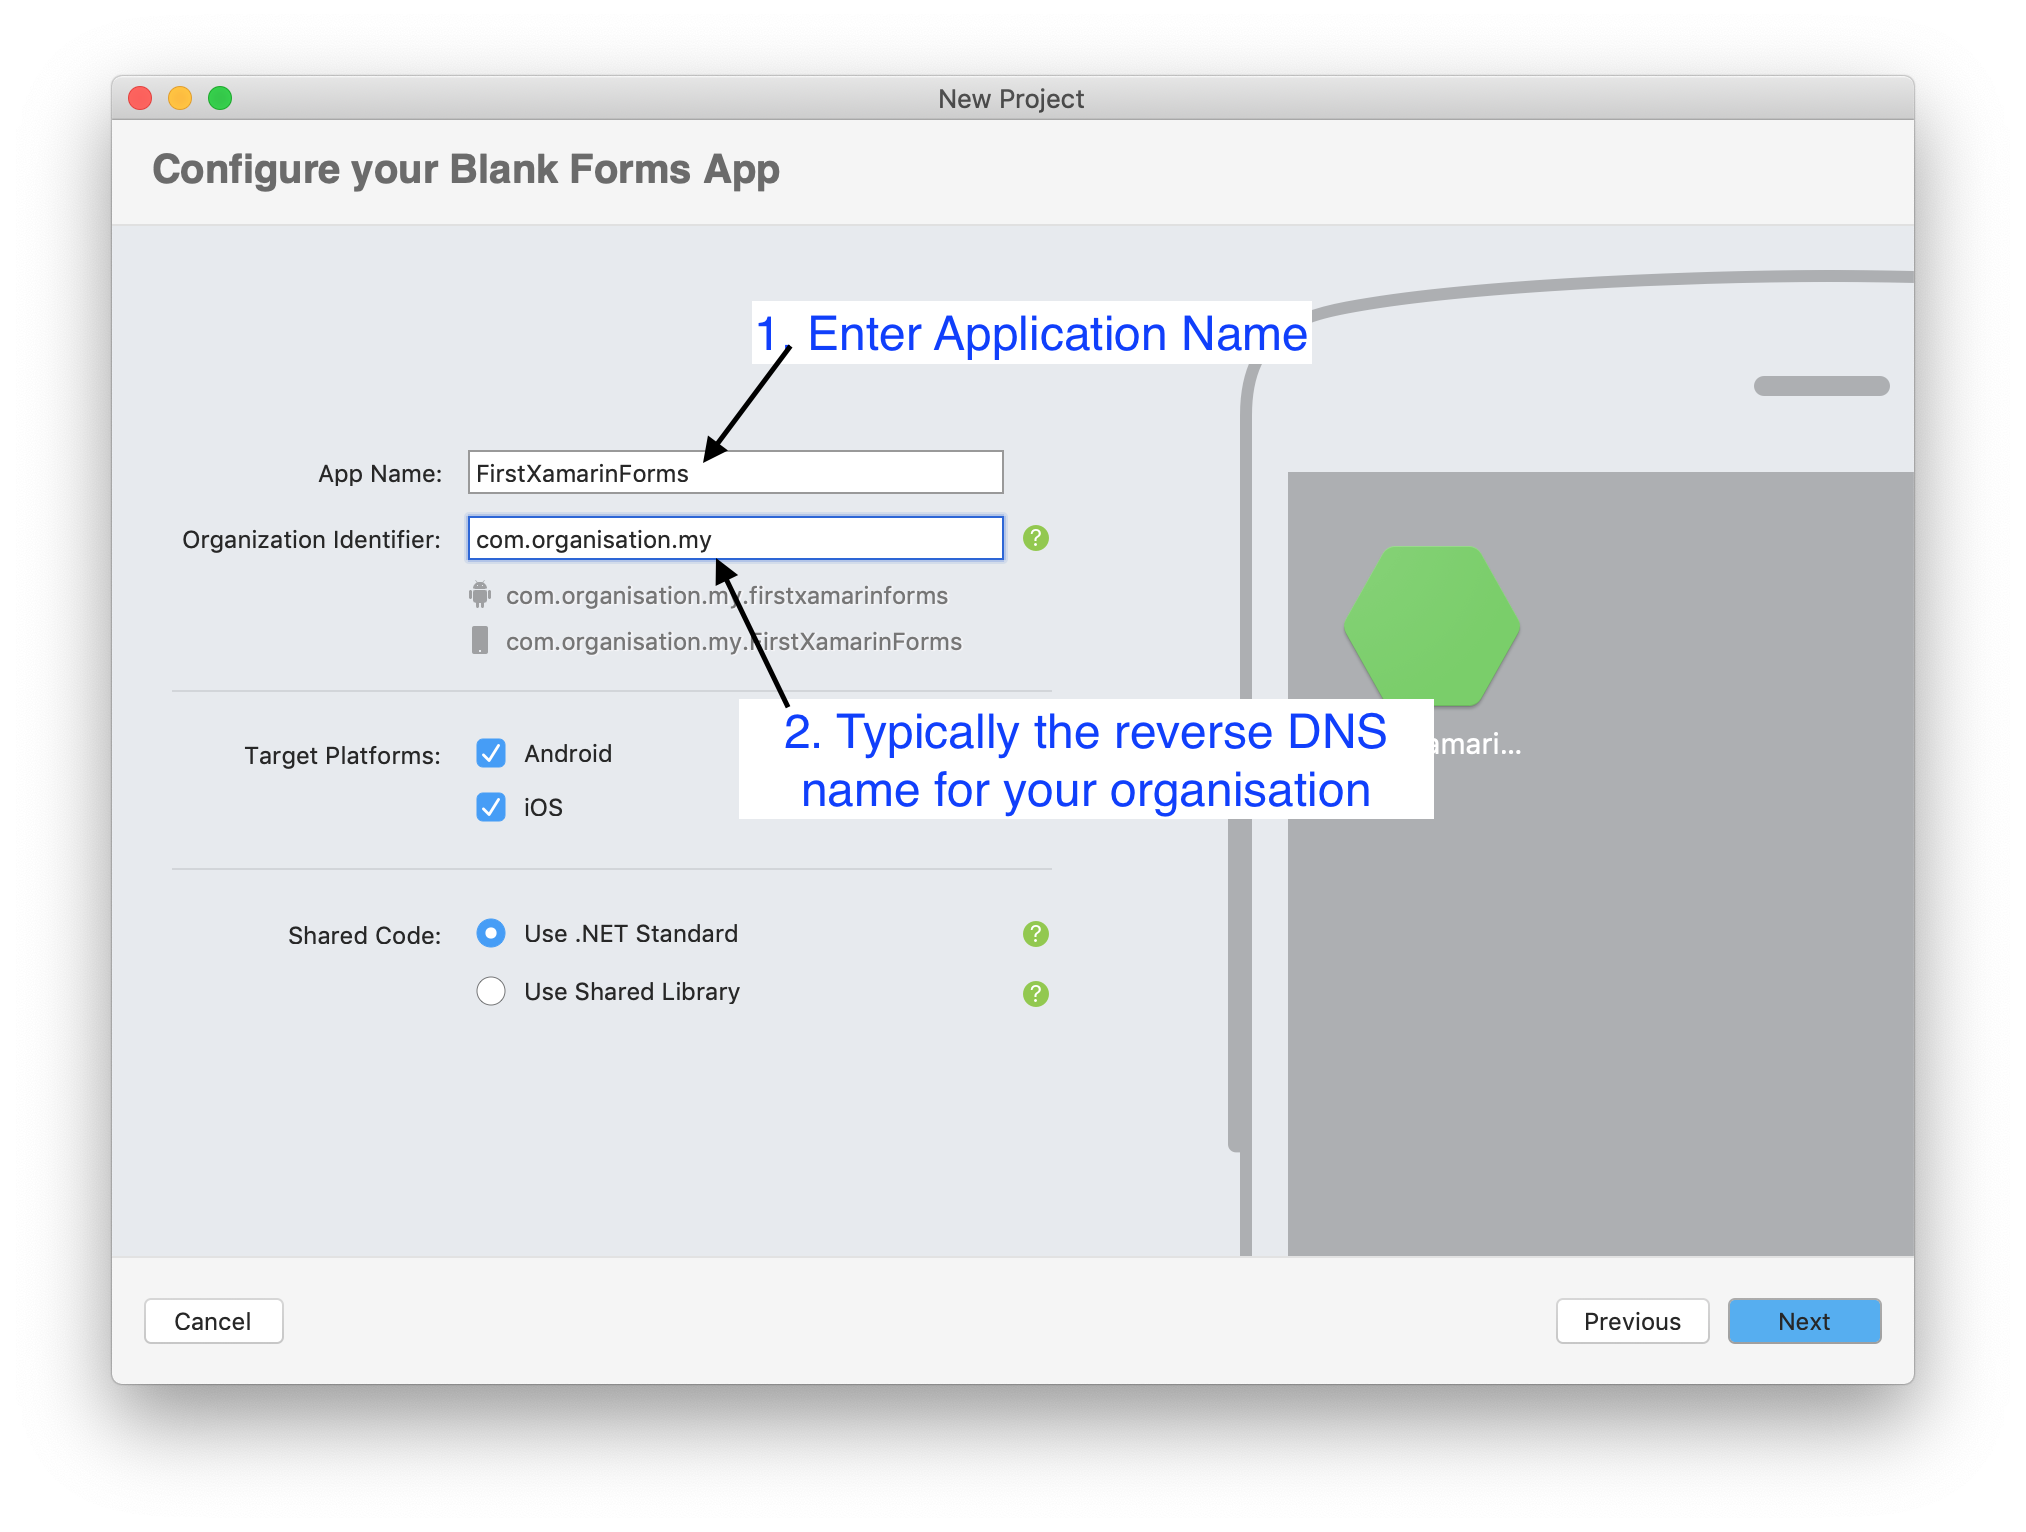 New Project
Configure your Blank Forms App
1. Enter Application Name
App Name: FirstXamarinForms
Organization Identifier: com.organisation.my ?
com.organisation.my.firstxamarinforms
com.organisation.my.FirstXamarinForms
2. Typically the reverse DNS
name for your organisation
amari...
Target Platforms: Android
iOS
Shared Code: Use .NET Standard ?
Use Shared Library ?
Cancel Previous Next